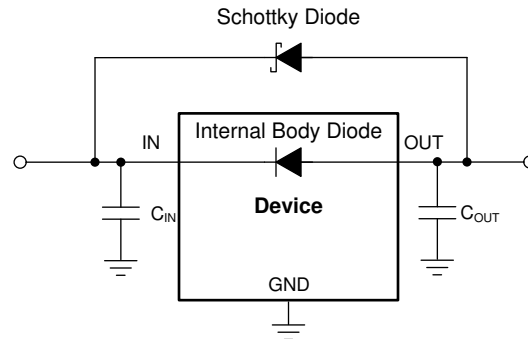 Schottky Diode
Internal Body Diode
IN
OUT
Device
CIN
COUT
GND